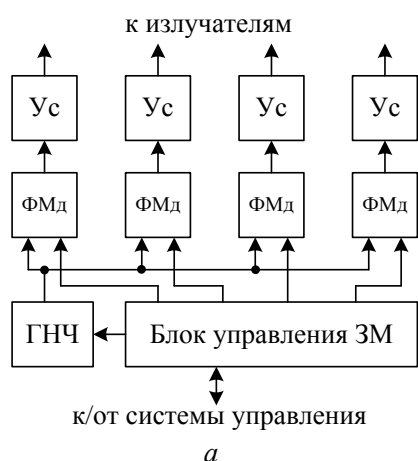 к излучателям
Ус Ус Ус Ус
ФМд ФМд ФМд ФМд
ГНЧ Блок управления ЗМ
к/от системы управления
а